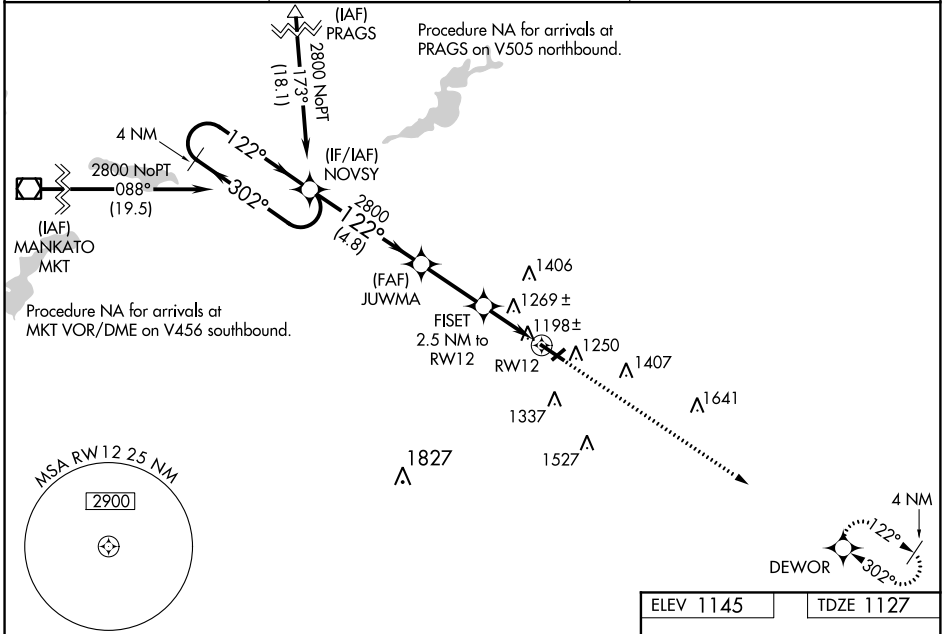 (IAF)
PRAGS
Procedure NA for arrivals at
PRAGS on V505 northbound.
2800 NoPT
173°
(18.1)
4 NM
122°
302°
(IF/IAF)
NOVSY
2800 NoPT
088°
(19.5)
(IAF)
MANKATO
MKT
2800
122°
(4.8)
(FAF)
JUWMA
1406
1269 ±
Procedure NA for arrivals at
MKT VOR/DME on V456 southbound.
FISET
2.5 NM to
RW12
1198±
RW12
1250
1407
1641
1337
1527
1827
MSA RW12 25 NM
2900
4 NM
122°
302°
DEWOR
ELEV 1145
TDZE 1127